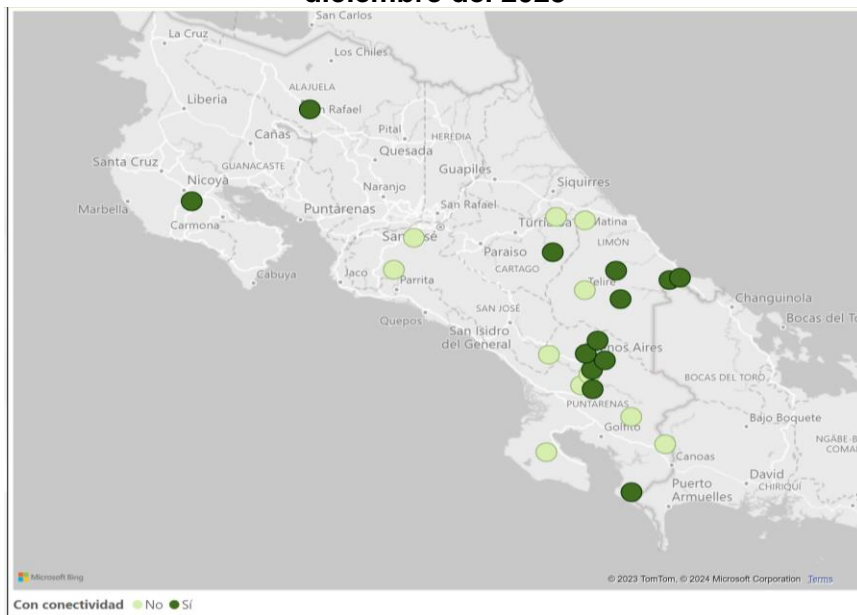 diciembre del 2023
San Carlos
La Cruz
Los Chiles
ALAJUELA
Liberia
n Rafael
Cañas
Pital
HEREDIA
Quesada
Santa Cruz
GUANACASTE
Guapiles
Nicoya
Siquirres
Naranjo
Marbella
Carmona
Puntarenas
San Rafael
Matina
San José
Paraiso
LIMÓN
CARTAGO
Cabuya
Jaco
Parrita
Telire
Changuinola
Quepos
SAN JOSÉ
San Isidro
del General
Bocas del To
nos Aires
BOCAS DEL TORO
PUNTARENAS
Golfito
Bajo Boquete
NGÄBE-B
COMA
Canoas
David
CHIRIQUÍ
Puerto
Armuelles
Microsoft Bing
© 2023 TomTom, © 2024 Microsoft Corporation Terms
Con conectividad No Sí